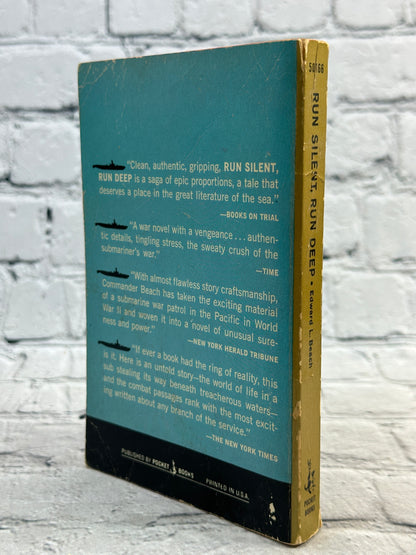 "Clean, authentic, gripping, RUN SILENT,
RUN DEEP is a saga of epic proportions, a tale that
deserves a place in the great literature of the sea."
—BOOKS ON TRIAL
"A war novel with a vengeance . . . authen-
tic details, tingling stress, the sweaty crush of the
submariner's war."
—TIME
"With almost flawless story craftsmanship,
Commander Beach has taken the exciting material
of a submarine war patrol in the Pacific in World
War II and woven it into a novel of unusual sure-
ness and power."
—NEW YORK HERALD TRIBUNE
"If ever a book had the ring of reality, this
is it. Here is an untold story—the world of life in a
sub stealing its way beneath treacherous waters—
and the combat passages rank with the most excit-
ing written about any branch of the service."
—THE NEW YORK TIMES
PUBLISHED BY POCKET BOOKS
PRINTED IN U.S.A.
50166
RUN SILENT, RUN DEEP • Edward L. Beach
POCKET
BOOKS